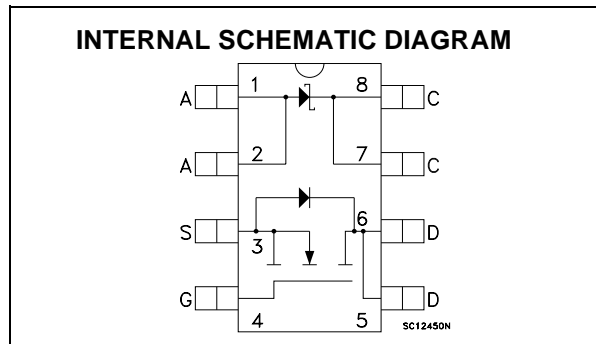 INTERNAL SCHEMATIC DIAGRAM
A 1 8 C
A 2 7 C
S 3 6 D
G 4 5 D
SC12450N